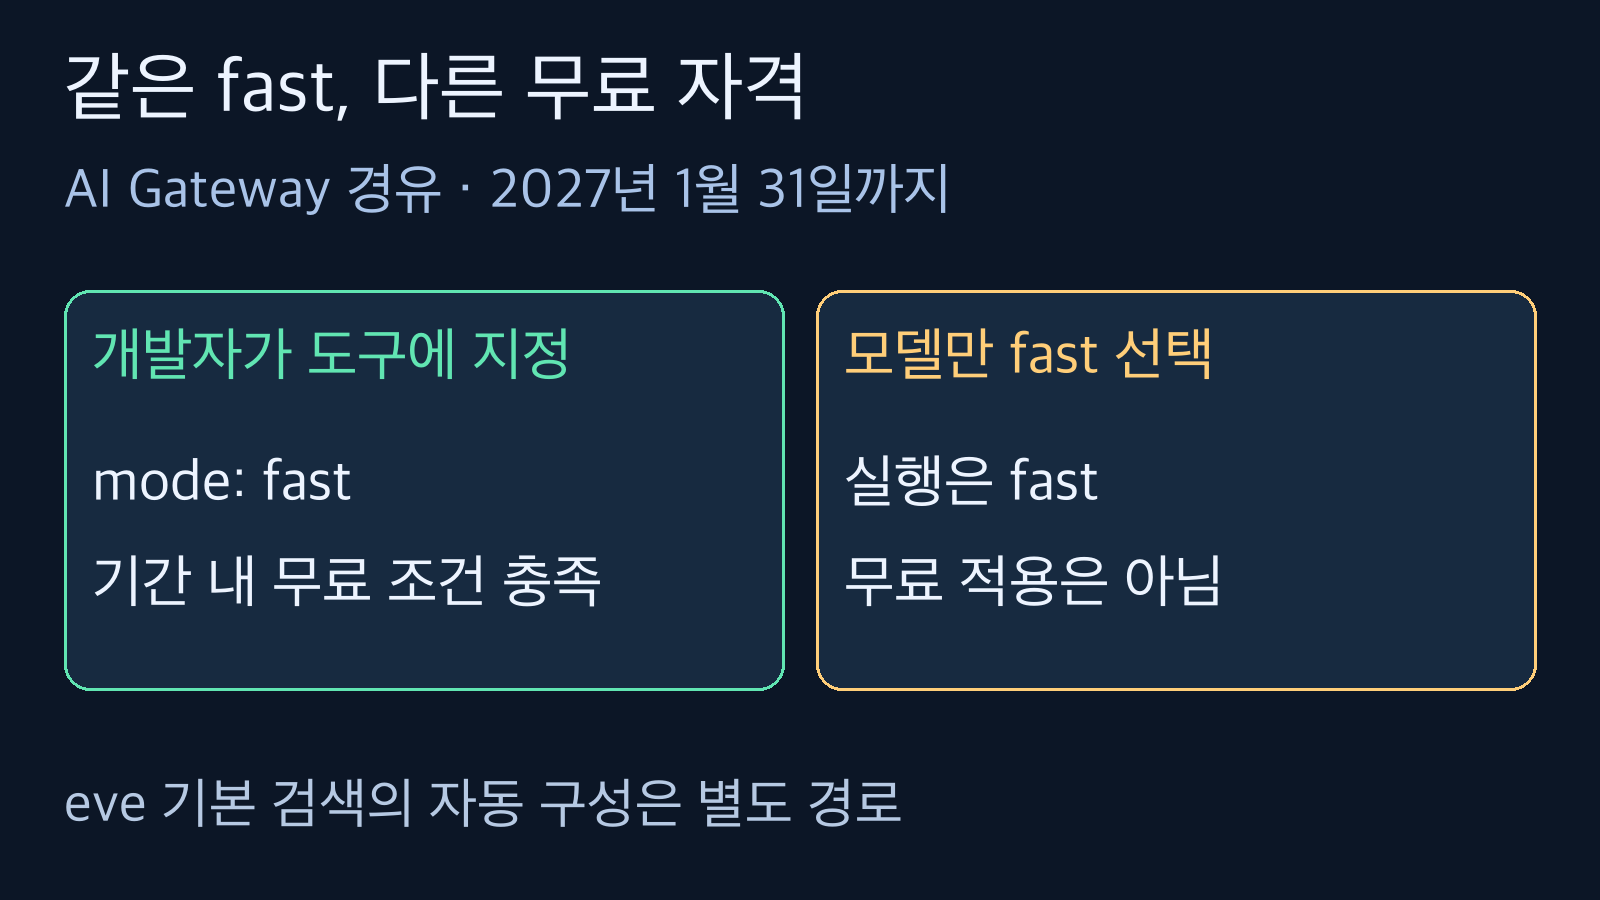 같은 fast, 다른 무료 자격
AI Gateway 경유 · 2027년 1월 31일까지
개발자가 도구에 지정
mode: fast
기간 내 무료 조건 충족
모델만 fast 선택
실행은 fast
무료 적용은 아님
eve 기본 검색의 자동 구성은 별도 경로